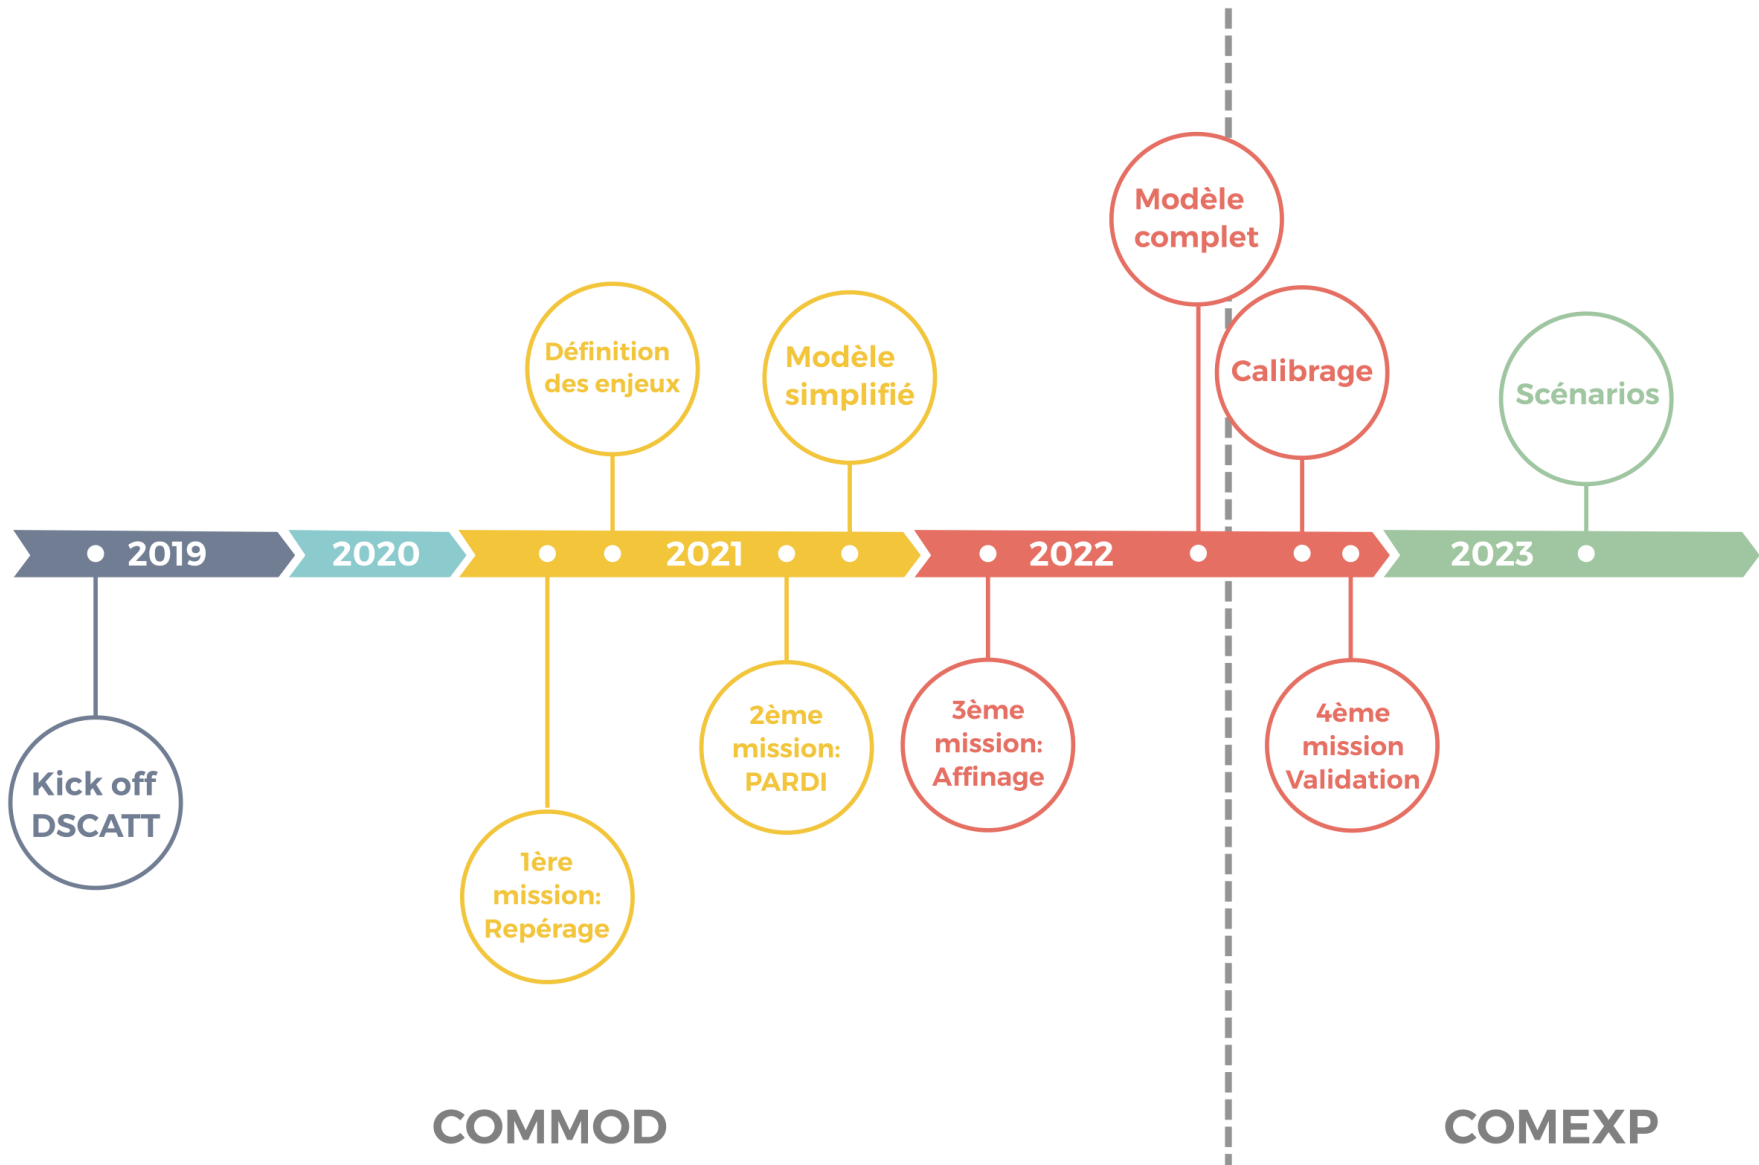 Modèle
complet
Définition
des enjeux
Modèle
simplifié
Calibrage
Scénarios
2019
2020
2021
2022
2023
Kick off
DSCATT
1ère
mission:
Repérage
2ème
mission:
PARDI
3ème
mission:
Affinage
4ème
mission
Validation
COMMOD
COMEXP